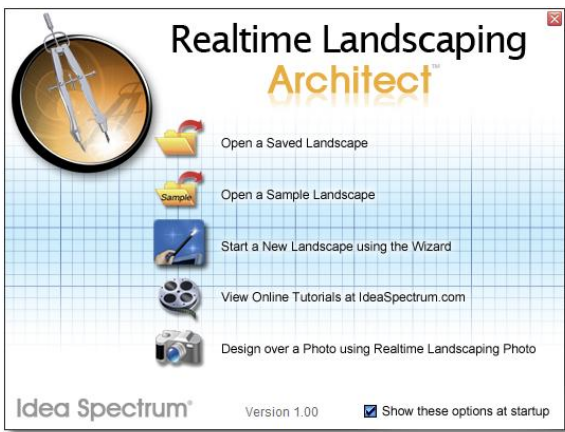 Realtime Landscaping
Architect™
Open a Saved Landscape
Sample
Open a Sample Landscape
Start a New Landscape using the Wizard
View Online Tutorials at IdeaSpectrum.com
Design over a Photo using Realtime Landscaping Photo
Idea Spectrum®
Version 1.00
Show these options at startup